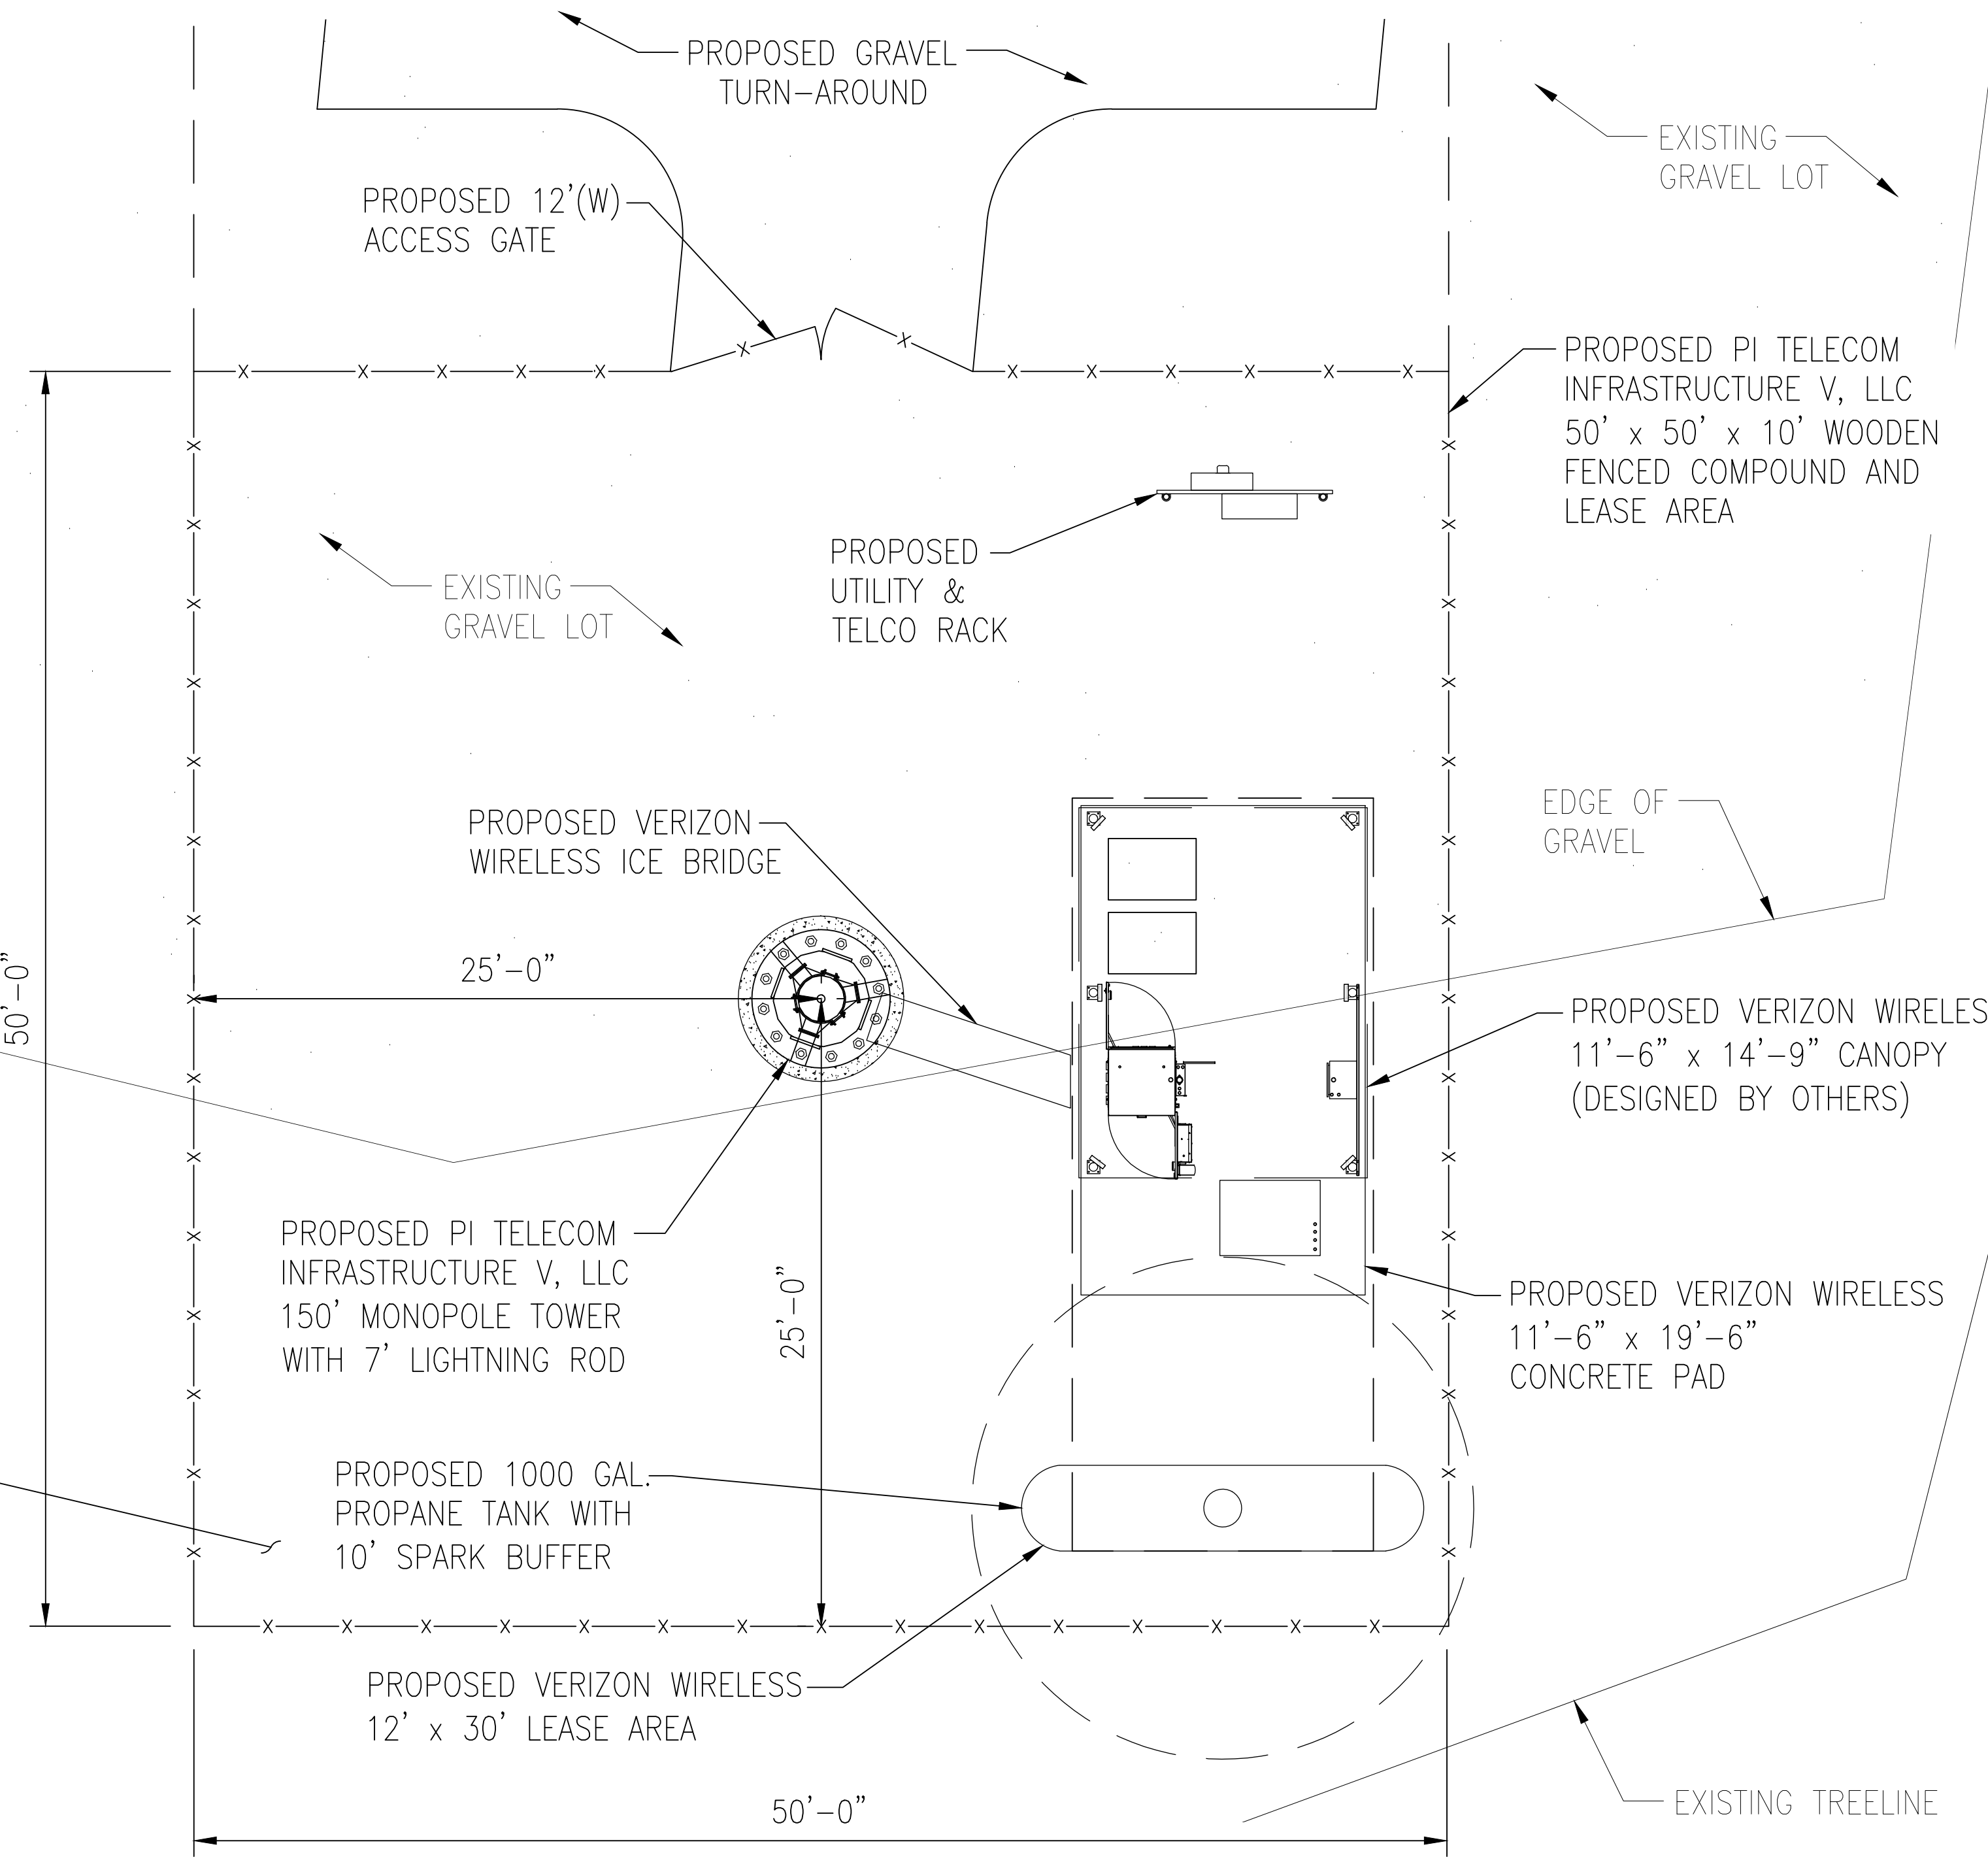 PROPOSED GRAVEL
TURN-AROUND
EXISTING
GRAVEL LOT
PROPOSED 12'(W)
ACCESS GATE
PROPOSED PI TELECOM
INFRASTRUCTURE V, LLC
50' x 50' x 10' WOODEN
FENCED COMPOUND AND
LEASE AREA
PROPOSED
UTILITY &
TELCO RACK
EXISTING
GRAVEL LOT
PROPOSED VERIZON
WIRELESS ICE BRIDGE
EDGE OF
GRAVEL
25'-0"
50'-0"
PROPOSED VERIZON WIRELES
11'-6" x 14'-9" CANOPY
(DESIGNED BY OTHERS)
PROPOSED PI TELECOM
INFRASTRUCTURE V, LLC
150' MONOPOLE TOWER
WITH 7' LIGHTNING ROD
25'-0"
PROPOSED VERIZON WIRELESS
11'-6" x 19'-6"
CONCRETE PAD
PROPOSED 1000 GAL.
PROPANE TANK WITH
10' SPARK BUFFER
PROPOSED VERIZON WIRELESS
12' x 30' LEASE AREA
50'-0"
EXISTING TREELINE